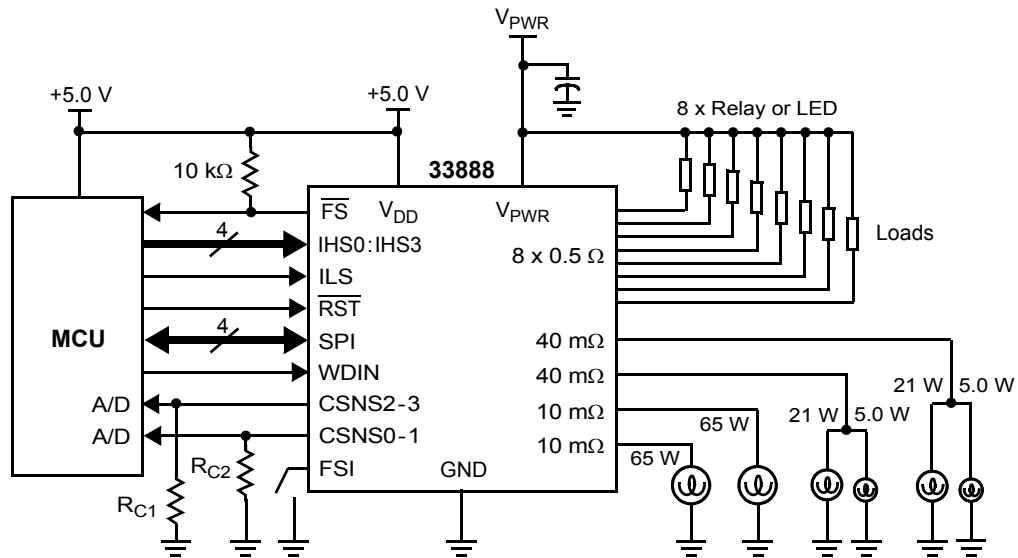 V_PWR
+5.0 V
+5.0 V
8 x Relay or LED
10 kΩ
33888
FS
V_DD
V_PWR
4
IHS0:IHS3
8 x 0.5 Ω
Loads
ILS
RST
MCU
4
SPI
40 mΩ
WDIN
40 mΩ
21 W
5.0 W
A/D
CSNS2-3
10 mΩ
21 W
5.0 W
A/D
CSNS0-1
10 mΩ
65 W
65 W
R_C2
FSI
GND
R_C1